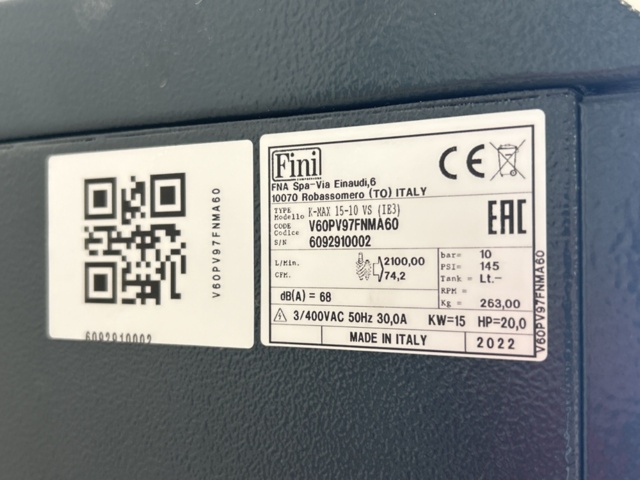 V60PV97FNMA60
6092910002
Fini
COMPRESSORS
CE
FNA Spa-Via Einaudi,6
10070 Robassomero (TO) ITALY
TYPE
Modello K-MAX 15-10 VS (IE3)
CODE
Codice V60PV97FNMA60
S/N 6092910002
EAC
L/Min. /2100,00
CFM. /74,2
bar= 10
PSI= 145
Tank = Lt.-
RPM = -
Kg = 263,00
dB(A) = 68
3/400VAC 50Hz 30,0A KW=15 HP=20,0
MADE IN ITALY 2022
V60PV97FNMA60